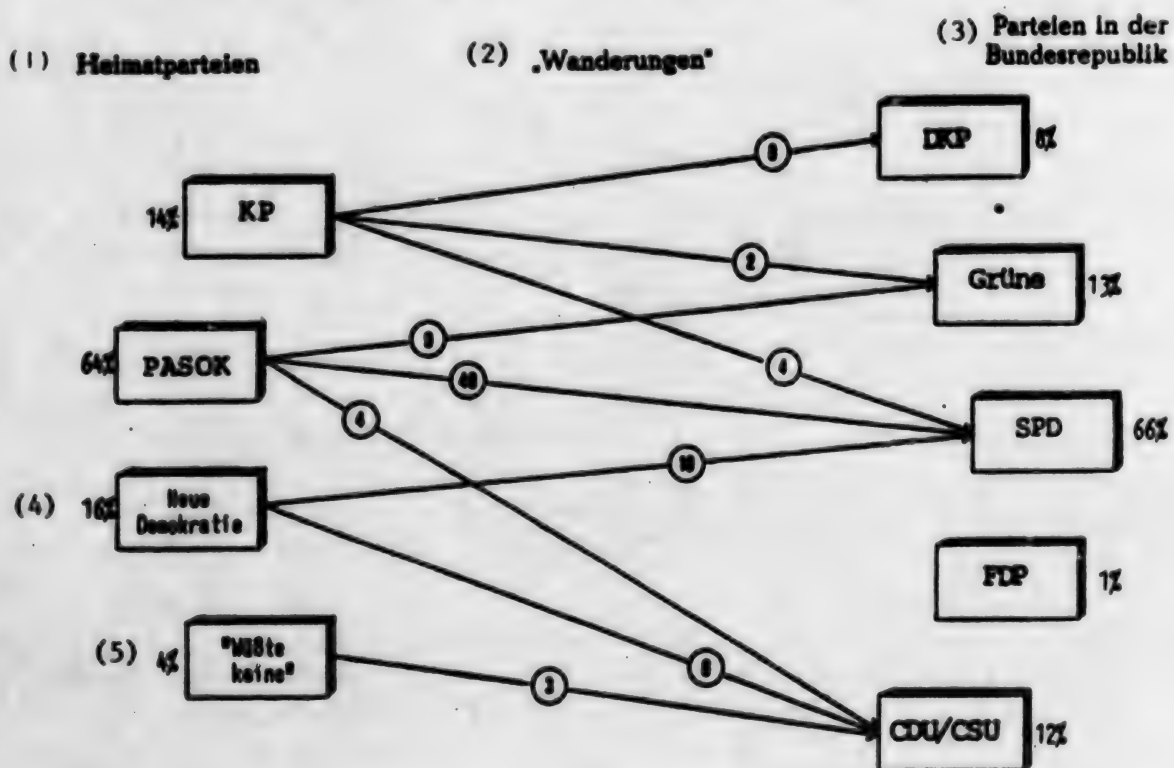 (1) Heimatparteien
(2) „Wanderungen"
(3) Parteien in der
Bundesrepublik
14% KP
64% PASOK
(4) 16% Neue
Demokratie
(5) 4% "Wüßte
keine"
2
4
4
3
DKP 8%
Grüne 13%
SPD 66%
FDP 1%
CDU/CSU 12%